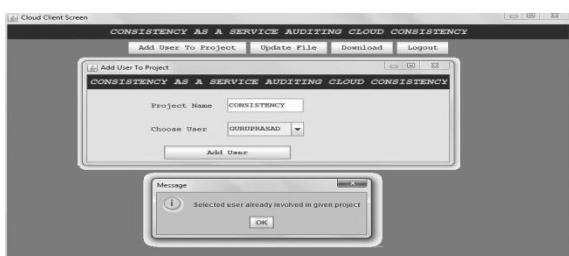 Cloud Client Screen
CONSISTENCY AS A SERVICE AUDITING CLOUD CONSISTENCY
Add User To Project Update File Download Logout
Add User To Project
CONSISTENCY AS A SERVICE AUDITING CLOUD CONSISTENCY
Project Name CONSISTENCY
Choose User GURUPRASAD
Add User
Message
Selected user already involved in given project
OK